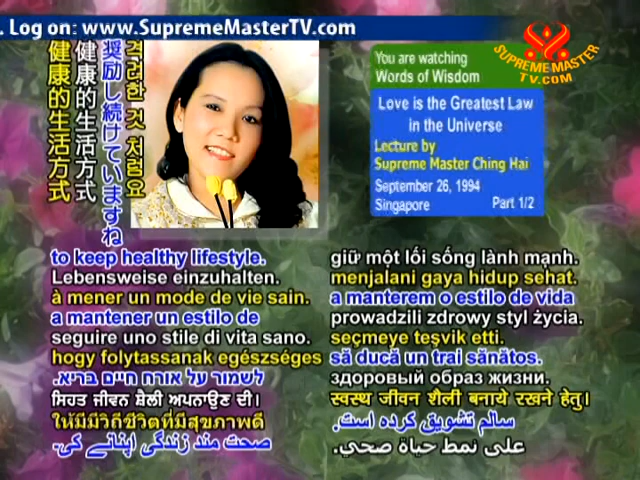 . Log on: www.SupremeMasterTV.com
SUPREME MASTER
TV.COM
健康的生活方式
健康的生活方式
奨励し続けていますね
격려한 것 처럼요
You are watching
Words of Wisdom
Love is the Greatest Law
in the Universe
Lecture by
Supreme Master Ching Hai
September 26, 1994
Singapore
Part 1/2
to keep healthy lifestyle.
Lebensweise einzuhalten.
à mener un mode de vie sain.
a mantener un estilo de
seguire uno stile di vita sano.
hogy folytassanak egészséges
לשמור על אורח חיים בריא.
ਸਿਹਤ ਜੀਵਨ ਸ਼ੈਲੀ ਅਪਨਾਉਣ ਦੀ।
ให้มีมีวิถีชีวิตที่มีสุขภาพดี
صحت مند زندگی اپنانے کی۔
giữ một lối sống lành mạnh.
menjalani gaya hidup sehat.
a manterem o estilo de vida
prowadzili zdrowy styl życia.
seçmeye teşvik etti.
să ducă un trai sănătos.
здоровый образ жизни.
स्वस्थ जीवन शैली बनाये रखने हेतु।
سالم تشویق کرده است.
على نمط حياة صحي.